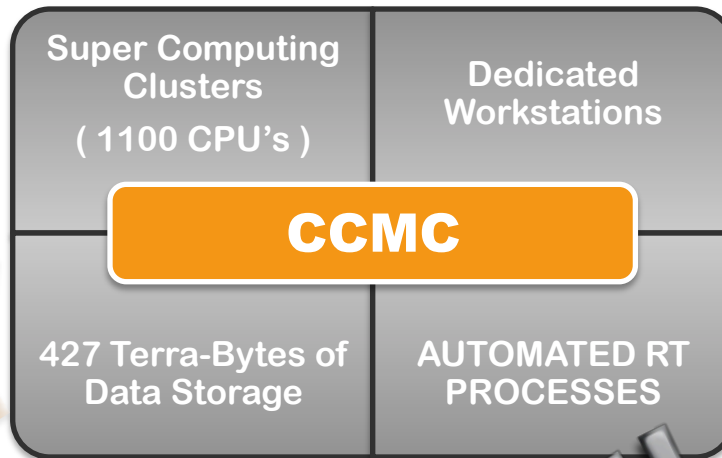 Super Computing
Clusters
( 1100 CPU's )
Dedicated
Workstations
CCMC
427 Terra-Bytes of
Data Storage
AUTOMATED RT
PROCESSES